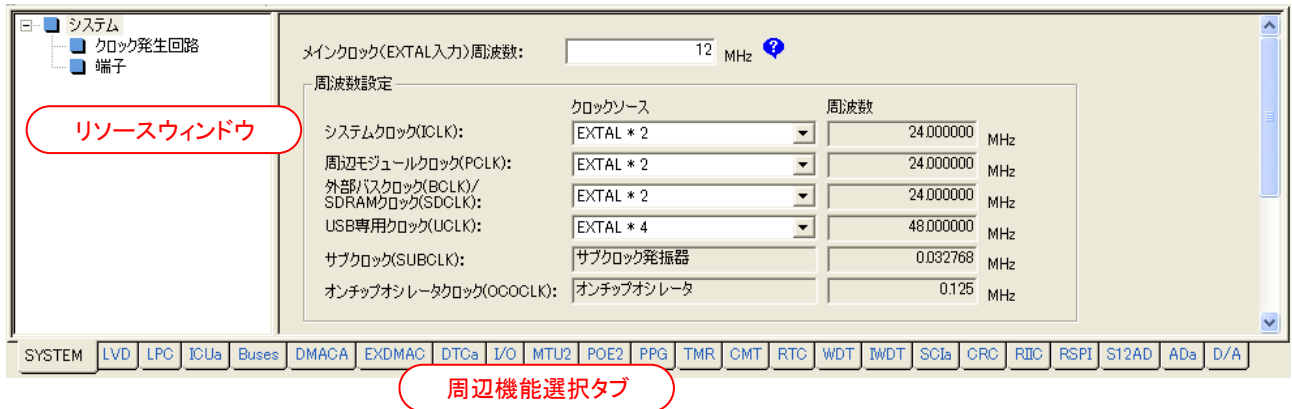 システム
クロック発生回路
端子
リソースウィンドウ
メインクロック(EXTAL入力)周波数: 12 MHz ?
周波数設定
クロックソース 周波数
システムクロック(ICLK): EXTAL * 2 24.000000 MHz
周辺モジュールクロック(PCLK): EXTAL * 2 24.000000 MHz
外部バスクロック(BCLK)/
SDRAMクロック(SDCLK): EXTAL * 2 24.000000 MHz
USB専用クロック(UCLK): EXTAL * 4 48.000000 MHz
サブクロック(SUBCLK): サブクロック発振器 0.032768 MHz
オンチップオシレータクロック(OCOCLK): オンチップオシレータ 0.125 MHz
SYSTEM LVD LPC ICUa Buses DMACA EXDMAC DTCa I/O MTU2 POE2 PPG TMR CMT RTC WDT IWDT SCIa CRC RIIC RSPI S12AD ADa D/A
周辺機能選択タブ